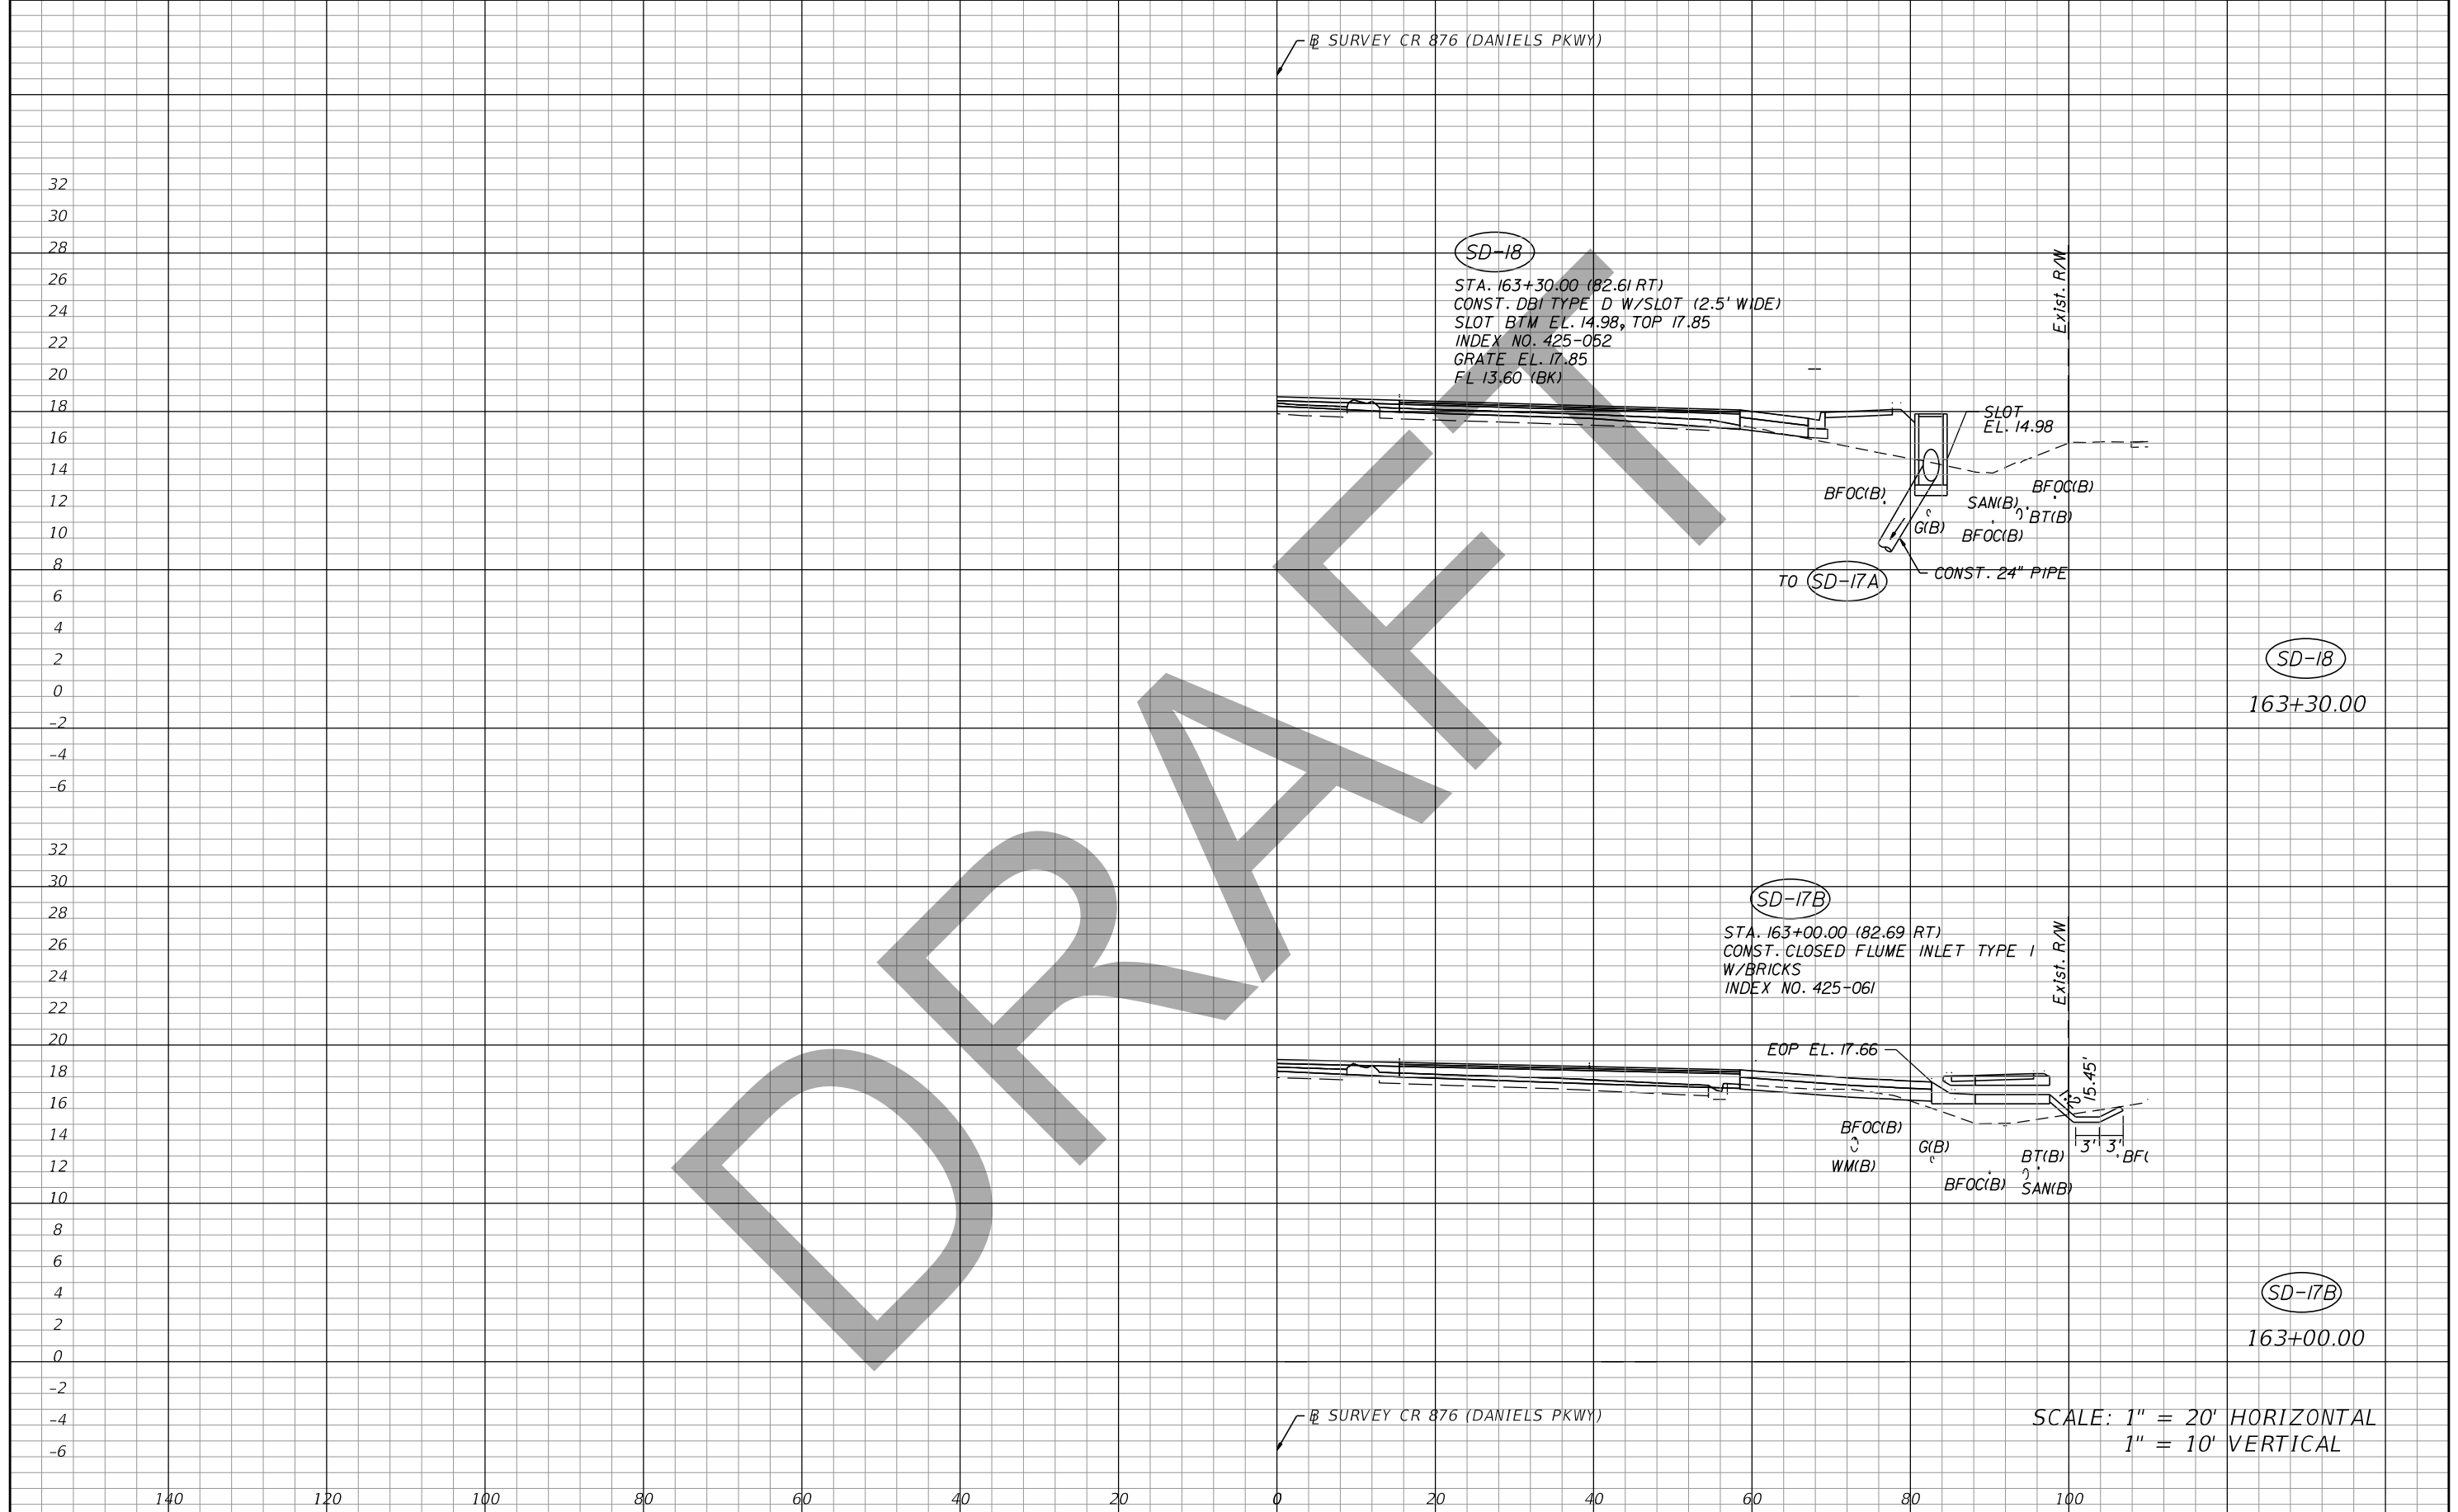 B SURVEY CR 876 (DANIELS PKWY)
32
30
28
26
24
22
20
18
16
14
12
10
8
6
4
2
0
-2
-4
-6
SD-18
STA. 163+30.00 (82.61 RT)
CONST. DBI TYPE D W/SLOT (2.5' WIDE)
SLOT BTM EL. 14.98, TOP 17.85
INDEX NO. 425-052
GRATE EL. 17.85
FL 13.60 (BK)
Exist. R/W
SLOT
EL. 14.98
BFOC(B)
G(B)
SAN(B)
BFOC(B)
BT(B)
BFOC(B)
CONST. 24" PIPE
TO SD-17A
SD-18
163+30.00
DRAFT
32
30
28
26
24
22
20
18
16
14
12
10
8
6
4
2
0
-2
-4
-6
SD-17B
STA. 163+00.00 (82.69 RT)
CONST. CLOSED FLUME INLET TYPE 1
W/BRICKS
INDEX NO. 425-061
Exist. R/W
EOP EL. 17.66
15.45'
3' 3'
BFOC(B)
WM(B)
G(B)
BFOC(B)
BT(B)
SAN(B)
BF(
SD-17B
163+00.00
B SURVEY CR 876 (DANIELS PKWY)
SCALE: 1" = 20' HORIZONTAL
1" = 10' VERTICAL
140 120 100 80 60 40 20 0 20 40 60 80 100